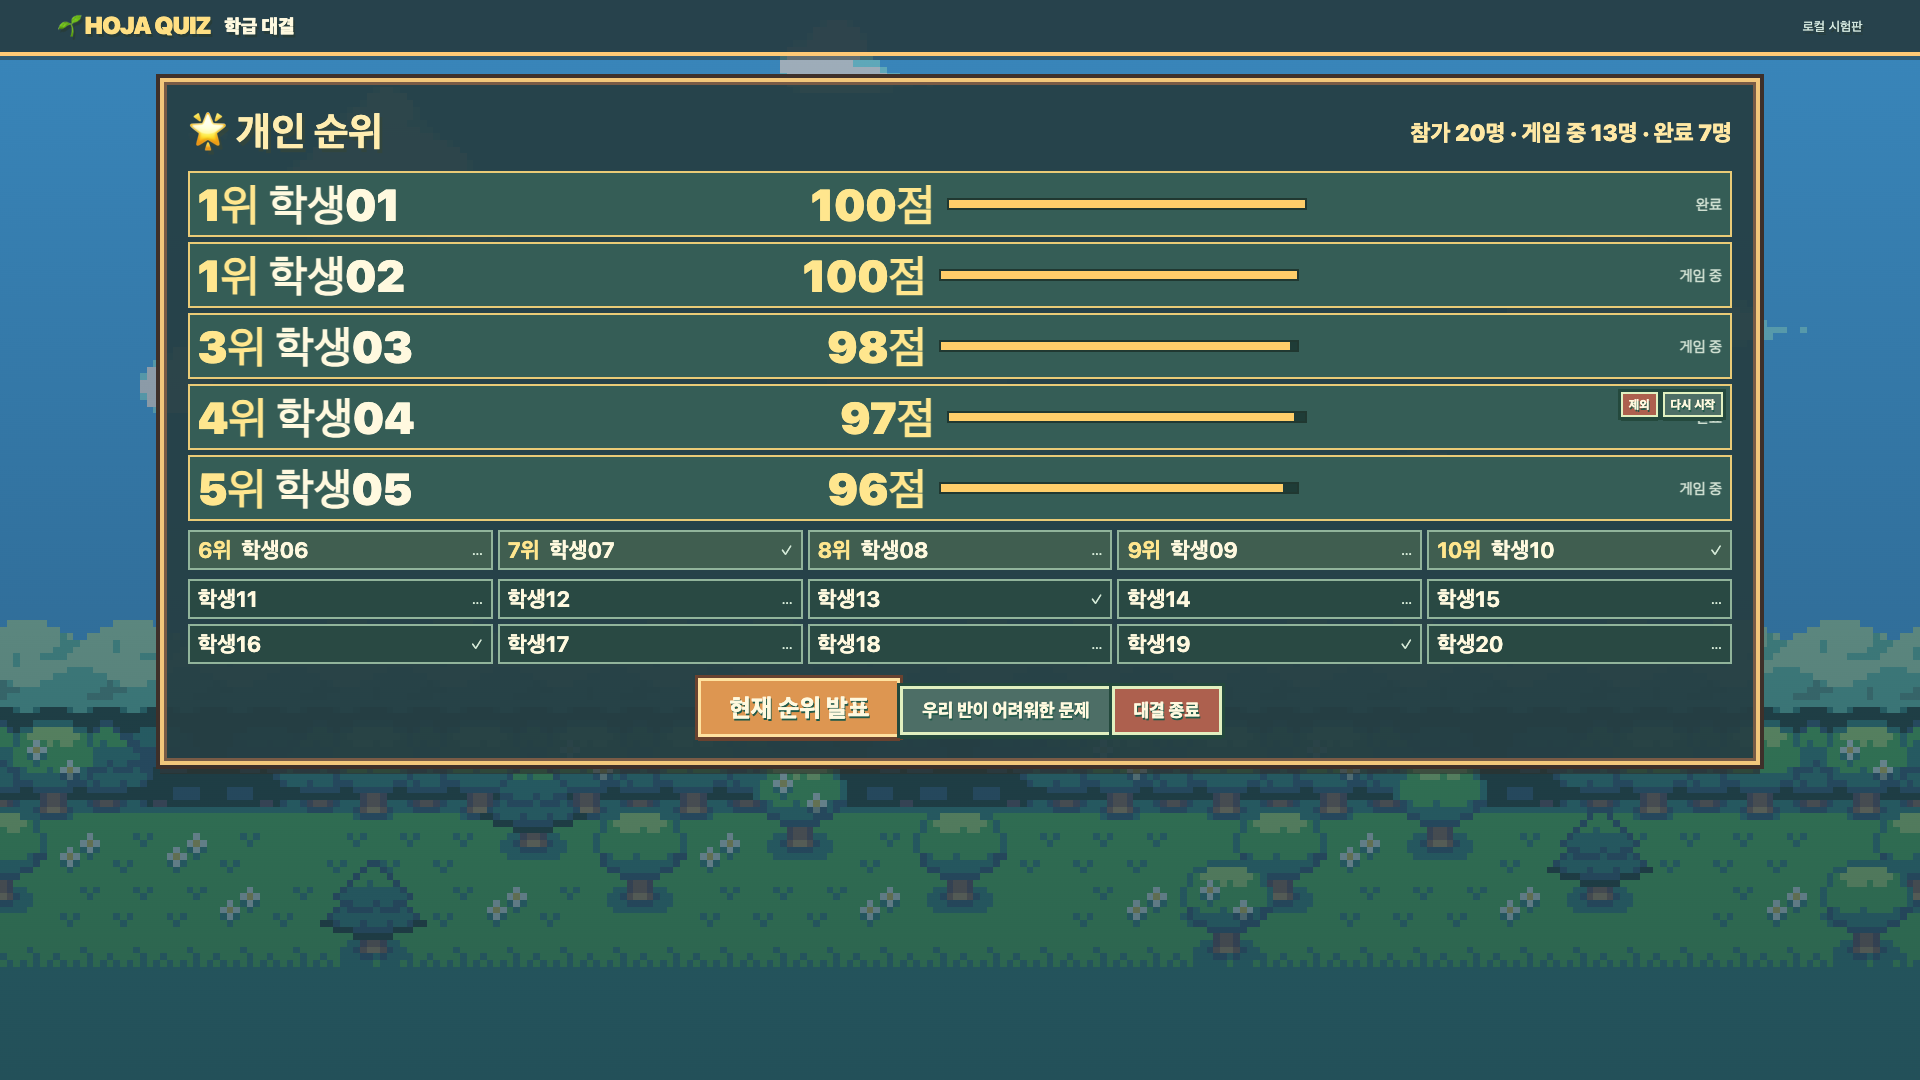 HOJA QUIZ 학급 대결
로컬 시험판
개인 순위
참가 20명 · 게임 중 13명 · 완료 7명
1위 학생01 100점 완료
1위 학생02 100점 게임 중
3위 학생03 98점 게임 중
4위 학생04 97점 제외 다시 시작
5위 학생05 96점 게임 중
6위 학생06 ... 7위 학생07 ✓ 8위 학생08 ... 9위 학생09 ... 10위 학생10 ✓
학생11 ... 학생12 ... 학생13 ✓ 학생14 ... 학생15 ...
학생16 ✓ 학생17 ... 학생18 ... 학생19 ✓ 학생20 ...
현재 순위 발표 우리 반이 어려워한 문제 대결 종료